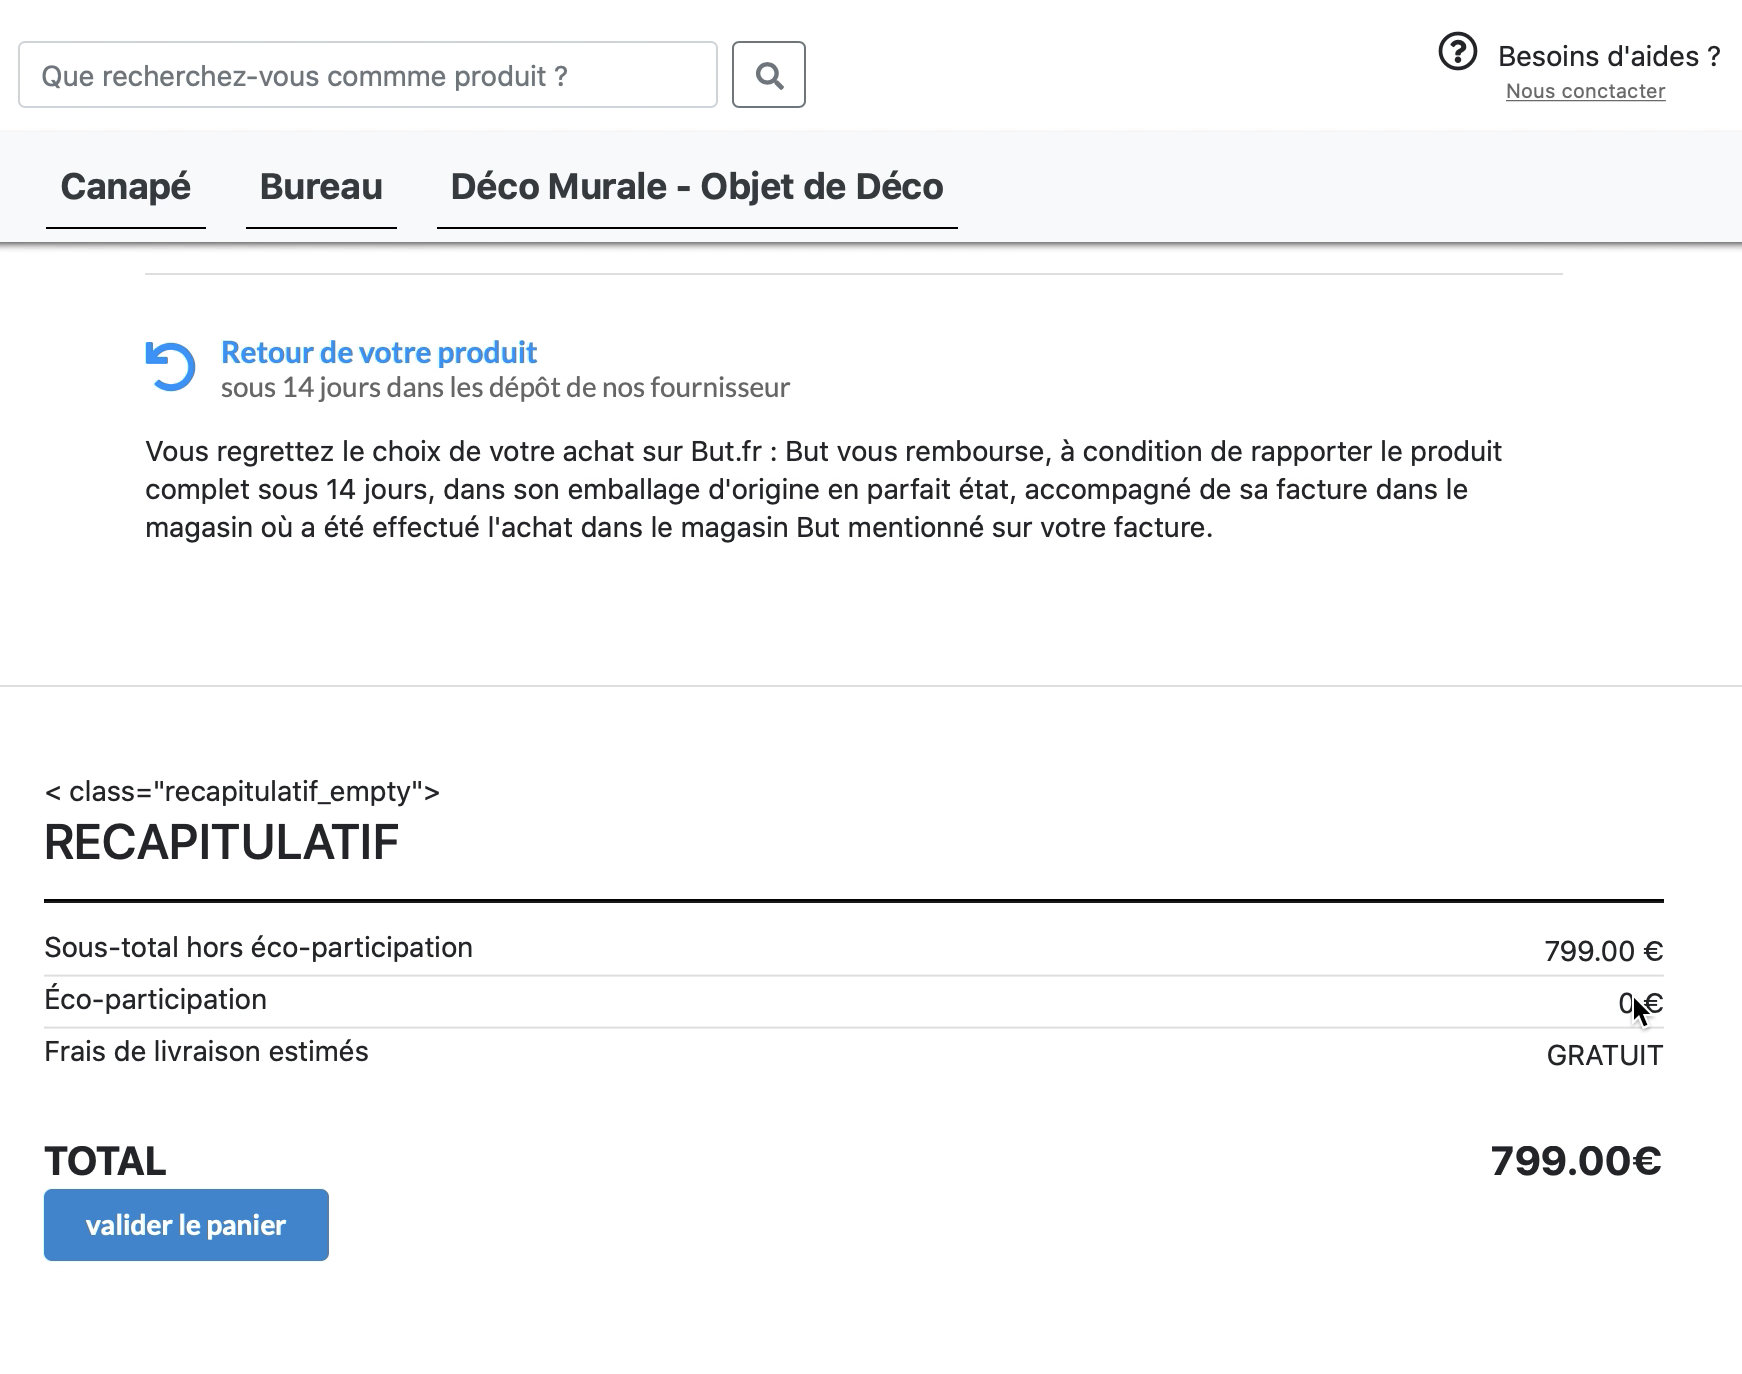 Que recherchez-vous commme produit ?
Besoins d'aides ?
Nous conctacter
Canapé
Bureau
Déco Murale - Objet de Déco
Retour de votre produit
sous 14 jours dans les dépôt de nos fournisseur
Vous regrettez le choix de votre achat sur But.fr : But vous rembourse, à condition de rapporter le produit
complet sous 14 jours, dans son emballage d'origine en parfait état, accompagné de sa facture dans le
magasin où a été effectué l'achat dans le magasin But mentionné sur votre facture.
< class="recapitulatif_empty">
RECAPITULATIF
Sous-total hors éco-participation
799.00 €
Éco-participation
0 €
Frais de livraison estimés
GRATUIT
TOTAL
799.00€
valider le panier